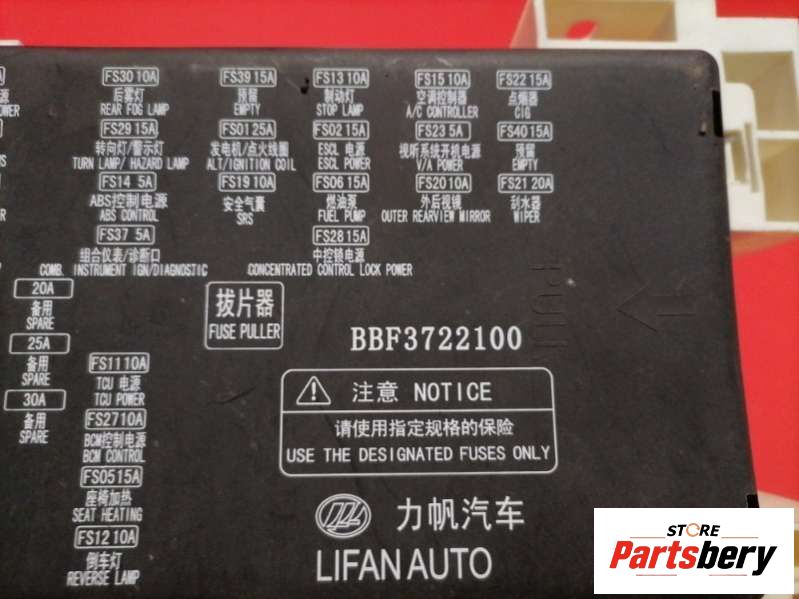 FS30 10A FS39 15A FS13 10A FS15 10A FS22 15A
源 后雾灯 预留 制动灯 空调控制器 点烟器
OWER REAR FOG LAMP EMPTY STOP LAMP A/C CONTROLLER CIG
FS29 15A FS01 25A FS02 15A FS23 5A FS40 15A
转向灯/警示灯 发电机/点火线圈 ESCL 电源 视听系统开机电源 预留
TURN LAMP/ HAZARD LAMP ALT/IGNITION COIL ESCL POWER V/A POWER EMPTY
FS14 5A FS19 10A FS06 15A FS20 10A FS21 20A
源 ABS控制电源 安全气囊 燃油泵 外后视镜 刮水器
ABS CONTROL SRS FUEL PUMP OUTER REARVIEW MIRROR WIPER
FS37 5A FS28 15A
组合仪表/诊断口 中控锁电源
COMB. INSTRUMENT IGN/DIAGNOSTIC CONCENTRATED CONTROL LOCK POWER
20A
备用
SPARE
25A
备用
SPARE
30A
备用
SPARE
拔片器
FUSE PULLER
PULL
BBF3722100
FS11 10A
TCU 电源
TCU POWER
FS27 10A
BCM控制电源
BCM CONTROL
FS05 15A
座椅加热
SEAT HEATING
FS12 10A
倒车灯
REVERSE LAMP
注意 NOTICE
请使用指定规格的保险
USE THE DESIGNATED FUSES ONLY
力帆汽车
LIFAN AUTO
STORE
Partsbery